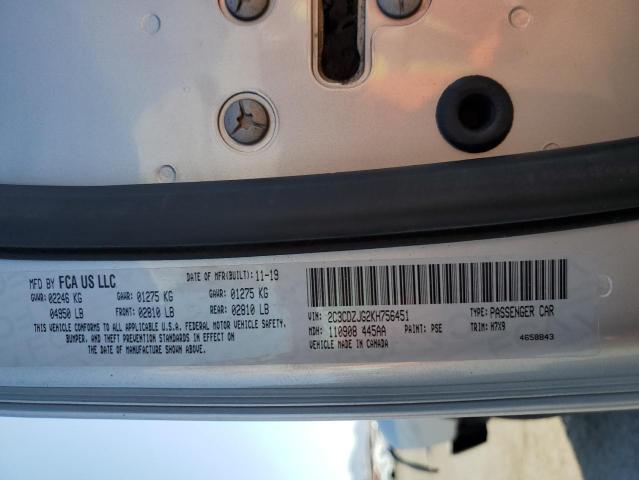 MFD BY FCA US LLC DATE OF MFR(BUILT): 11-19
GVWR: 02246 KG GAWR: 01275 KG GAWR: 01275 KG
04950 LB FRONT: 02810 LB REAR: 02810 LB
THIS VEHICLE CONFORMS TO ALL APPLICABLE U.S.A. FEDERAL MOTOR VEHICLE SAFETY,
BUMPER, AND THEFT PREVENTION STANDARDS IN EFFECT ON
THE DATE OF MANUFACTURE SHOWN ABOVE.
VIN: 2C3CDZJG2KH756451 TYPE: PASSENGER CAR
MDH: 110908 445AA PAINT: PSE TRIM: H7X9
VEHICLE MADE IN CANADA 4658843